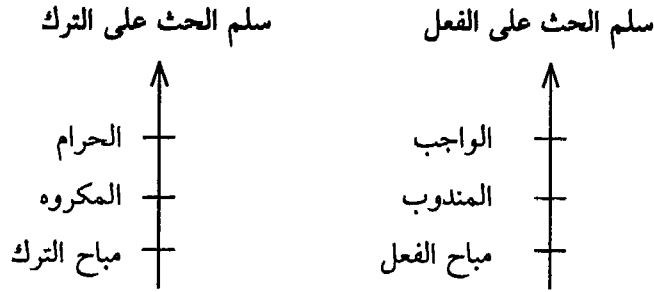 سلم الحث على الفعل
الواجب
المندوب
مباح الفعل
سلم الحث على الترك
الحرام
المكروه
مباح الترك